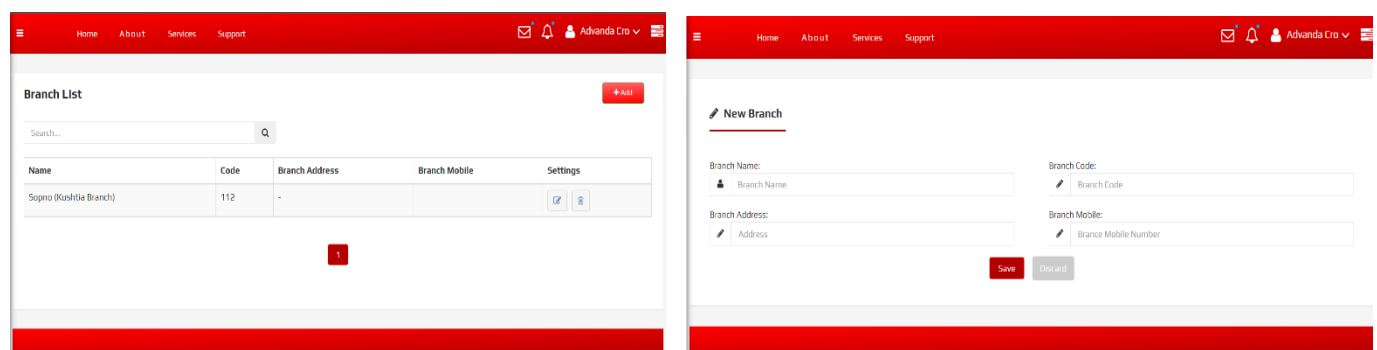 Home About Services Support Advanda Cro
Branch List
+ Add
Search...
Name Code Branch Address Branch Mobile Settings
Sopno (Kushtia Branch) 112 -
1
Home About Services Support Advanda Cro
New Branch
Branch Name: Branch Code:
Branch Name Branch Code
Branch Address: Branch Mobile:
Address Brance Mobile Number
Save Discard